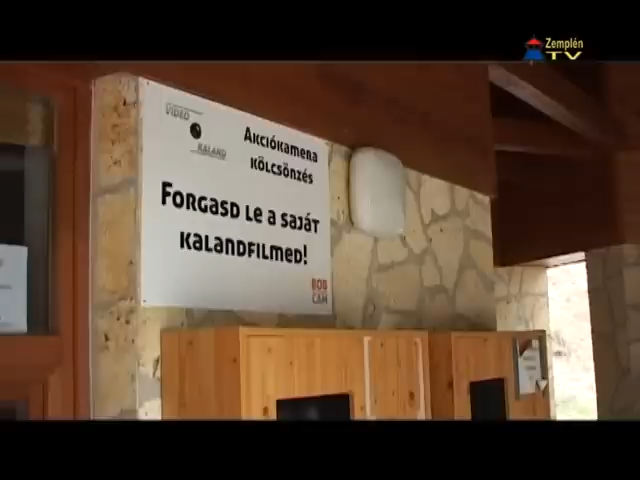 Zemplén
TV
VIDEO
KALAND
Akciókamera
kölcsönzés
Forgasd le a saját
kalandfilmed!
BOB
CAM